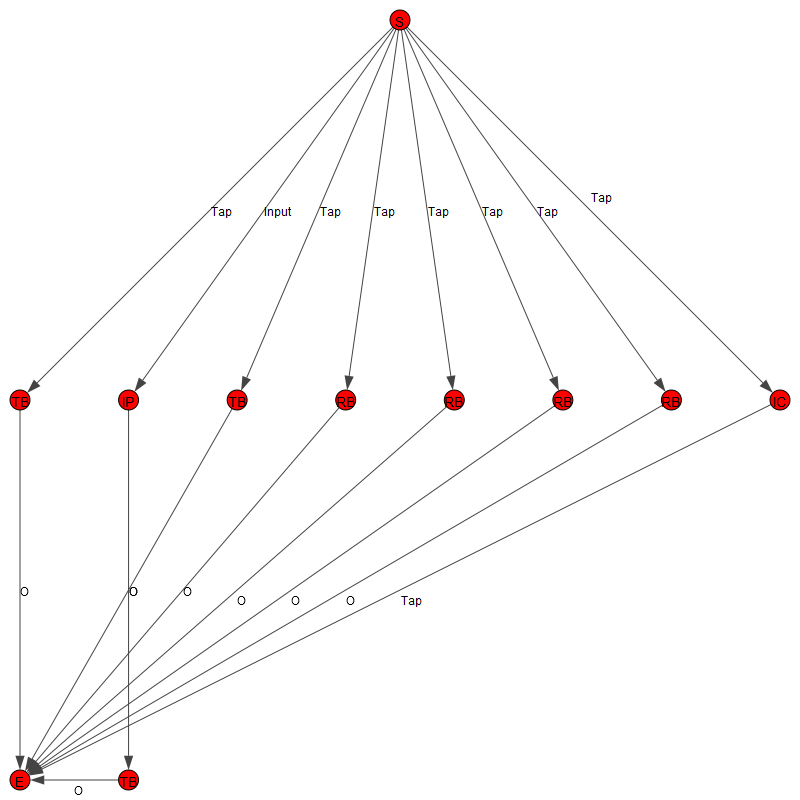 S
Tap
Tap Input Tap Tap Tap Tap Tap
TB IP TB RB RB RB RB IC
O O O O
O O O Tap
E TB
O